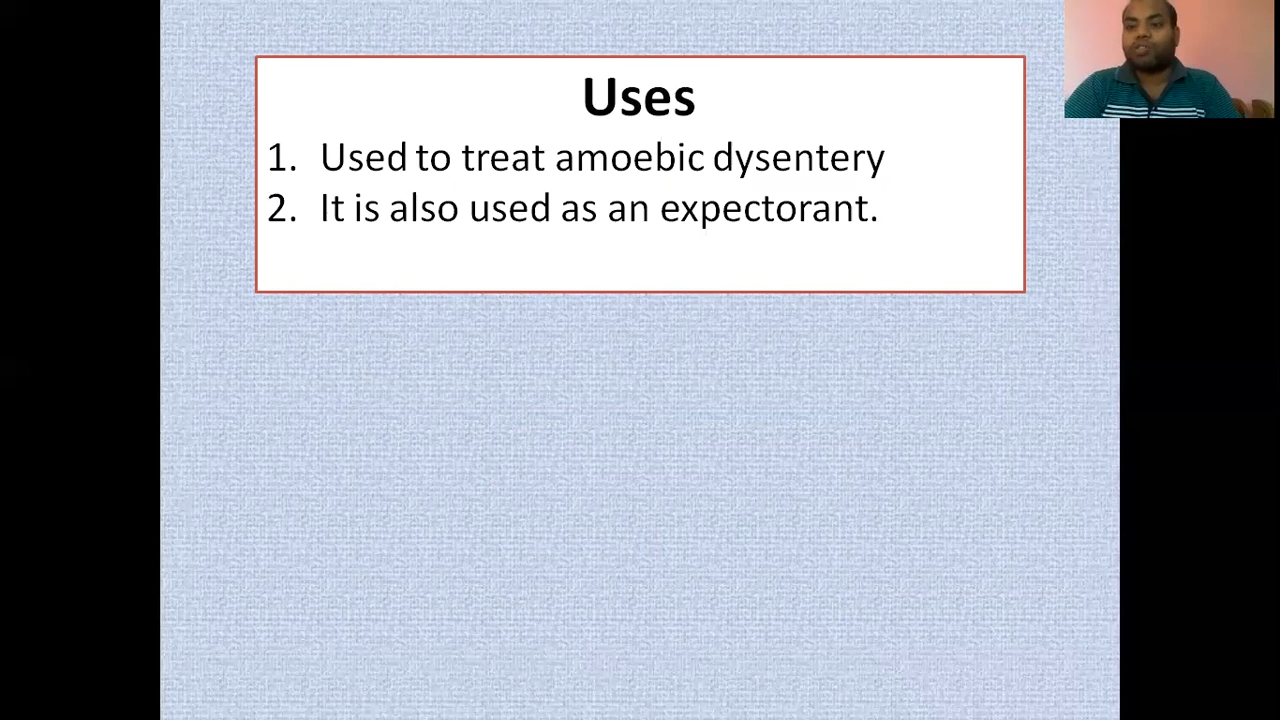 Uses
1. Used to treat amoebic dysentery
2. It is also used as an expectorant.